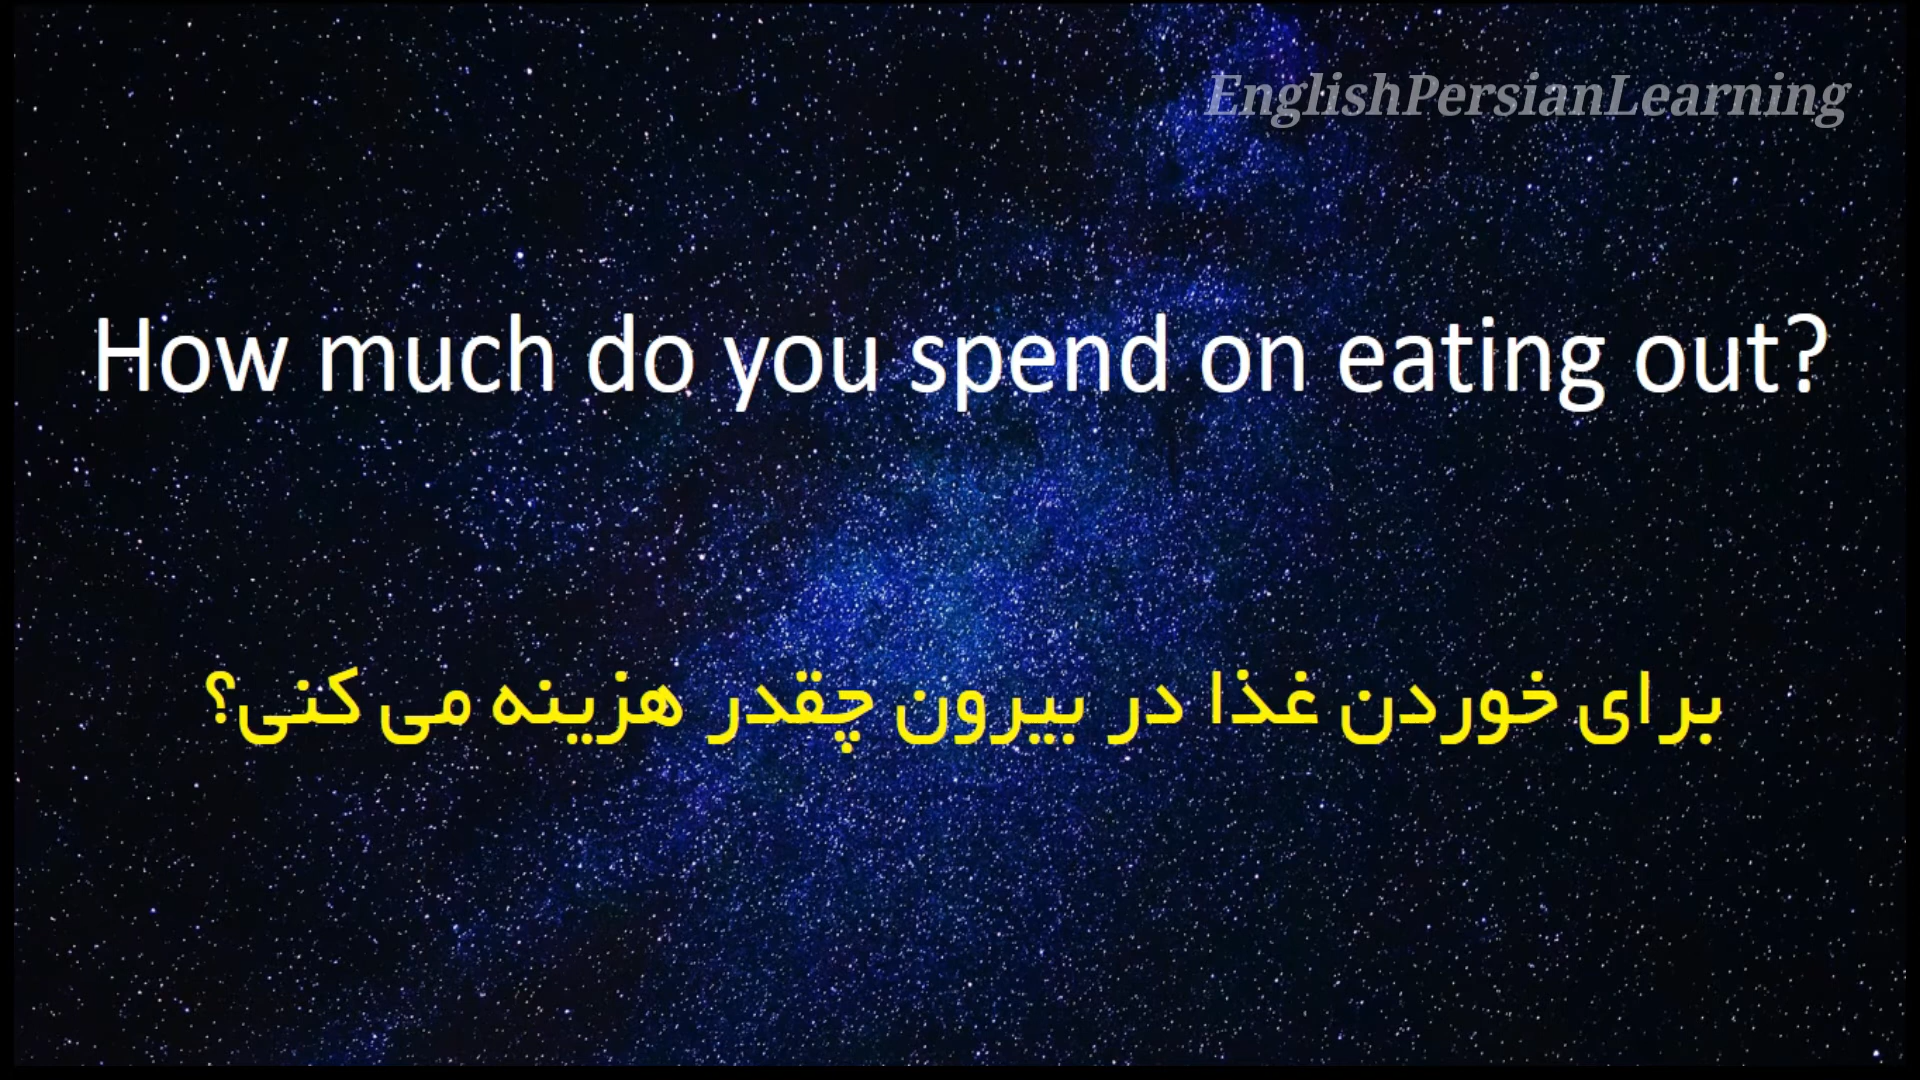 EnglishPersianLearning
How much do you spend on eating out?
برای خوردن غذا در بیرون چقدر هزینه می کنی؟